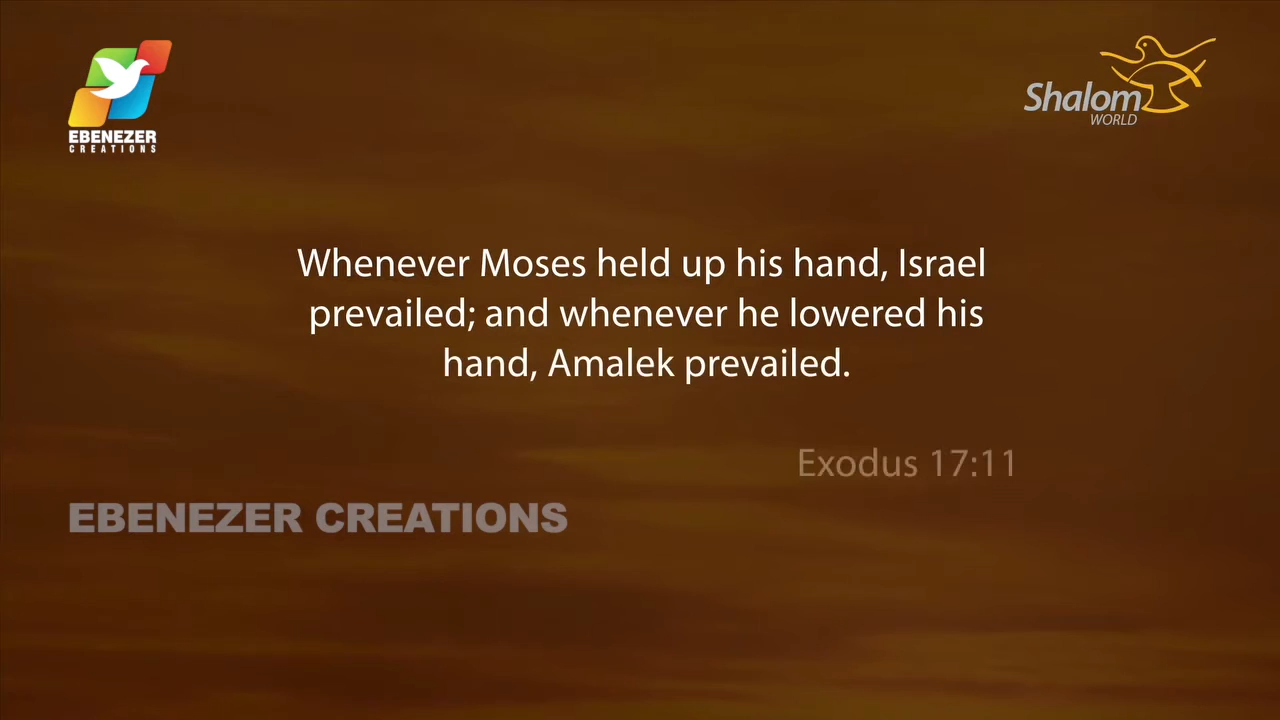 EBENEZER
CREATIONS
Shalom
WORLD
Whenever Moses held up his hand, Israel
prevailed; and whenever he lowered his
hand, Amalek prevailed.
Exodus 17:11
EBENEZER CREATIONS